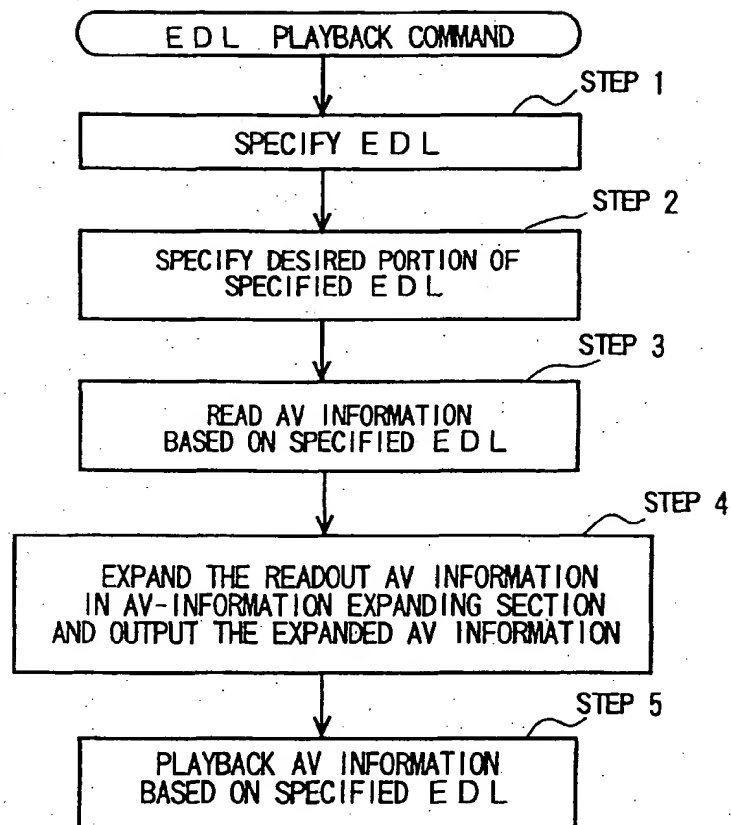 EDL PLAYBACK COMMAND
STEP 1
SPECIFY EDL
STEP 2
SPECIFY DESIRED PORTION OF
SPECIFIED EDL
STEP 3
READ AV INFORMATION
BASED ON SPECIFIED EDL
STEP 4
EXPAND THE READOUT AV INFORMATION
IN AV-INFORMATION EXPANDING SECTION
AND OUTPUT THE EXPANDED AV INFORMATION
STEP 5
PLAYBACK AV INFORMATION
BASED ON SPECIFIED EDL